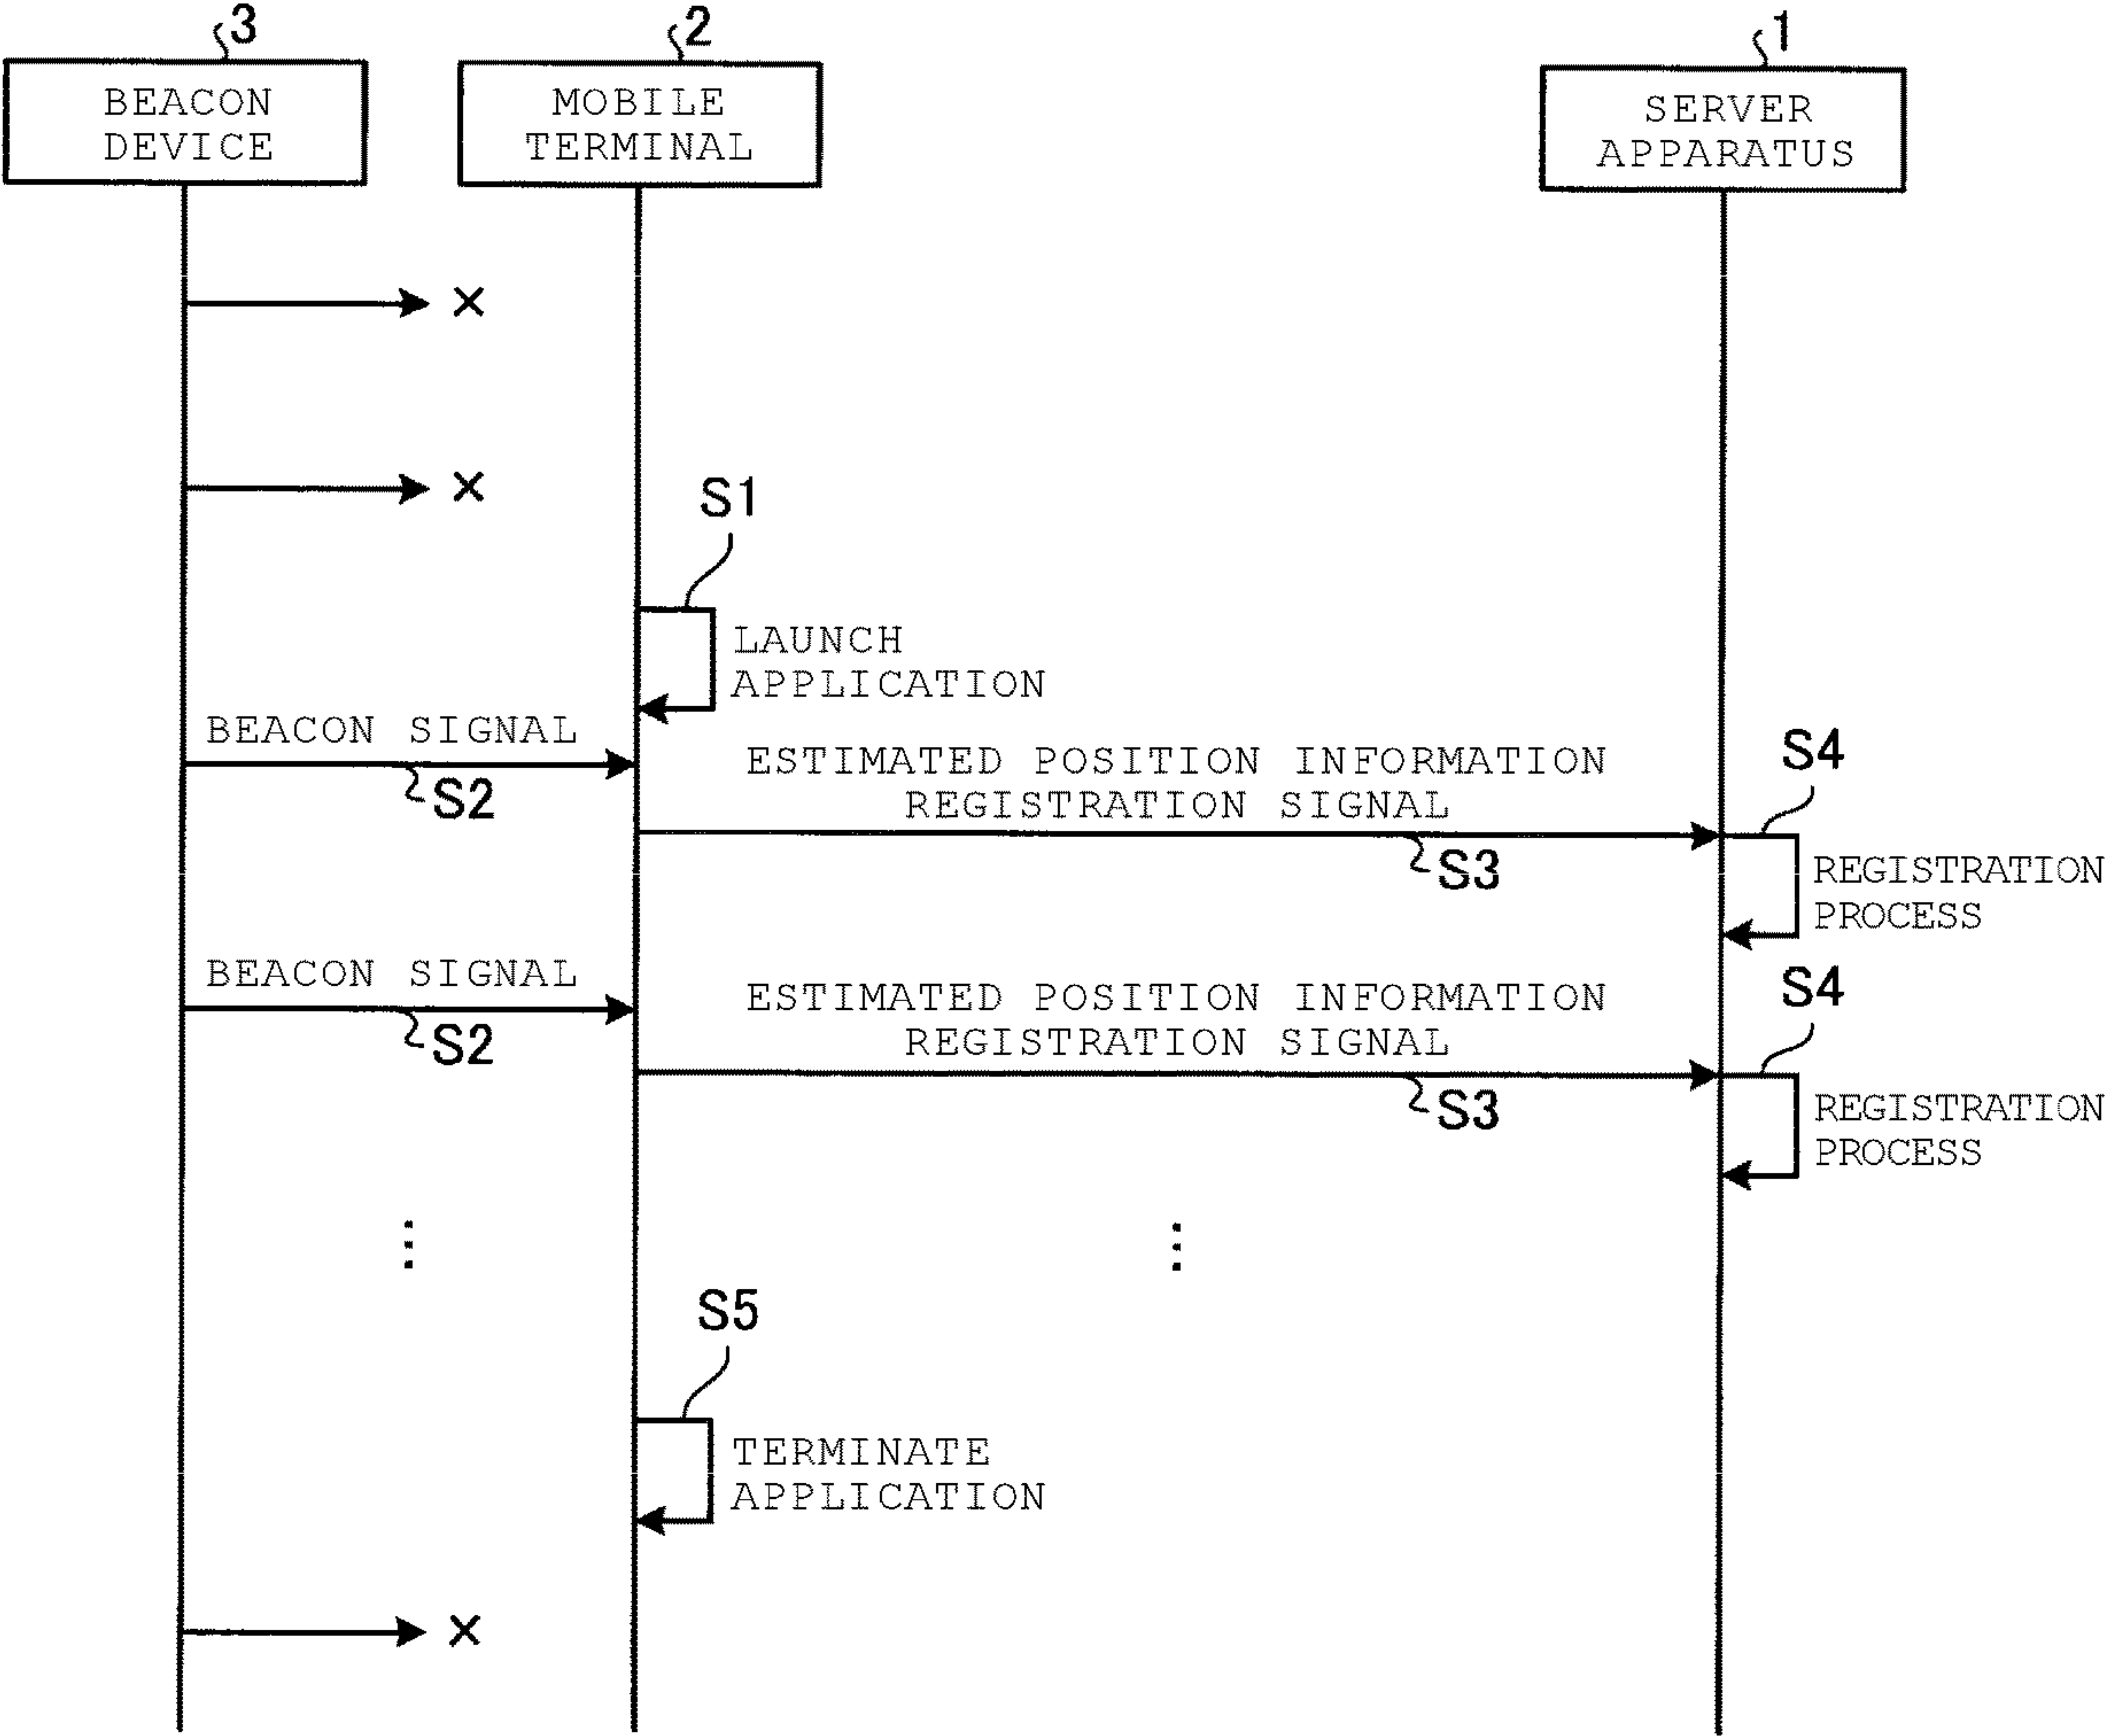 3
2
1
BEACON
DEVICE
MOBILE
TERMINAL
SERVER
APPARATUS
×
×
S1
LAUNCH
APPLICATION
BEACON SIGNAL
S2
ESTIMATED POSITION INFORMATION
REGISTRATION SIGNAL
S3
S4
REGISTRATION
PROCESS
BEACON SIGNAL
S2
ESTIMATED POSITION INFORMATION
REGISTRATION SIGNAL
S3
S4
REGISTRATION
PROCESS
S5
TERMINATE
APPLICATION
×